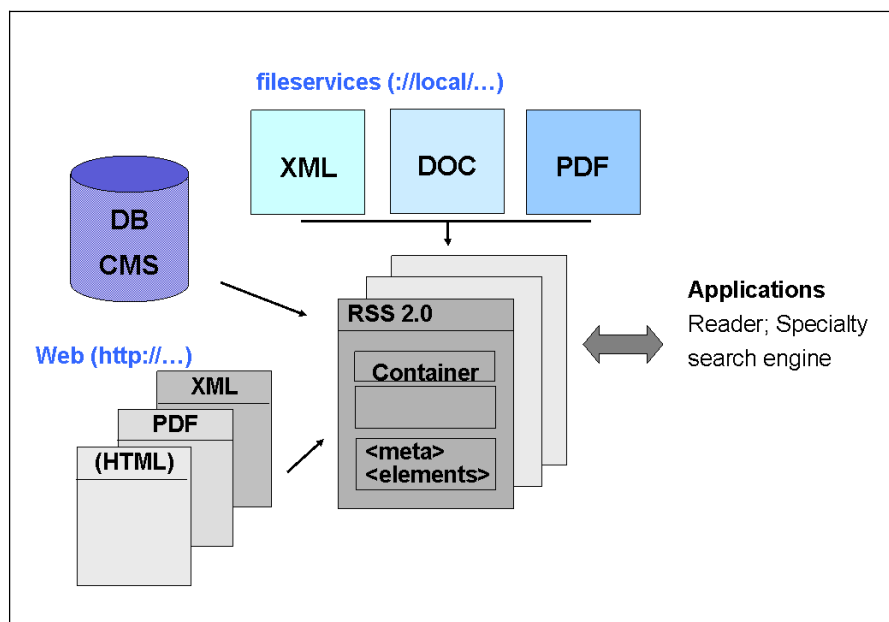 fileservices (://local/…)
XML
DOC
PDF
DB
CMS
RSS 2.0
Container
<meta>
<elements>
Applications
Reader; Specialty
search engine
Web (http://…)
XML
PDF
(HTML)